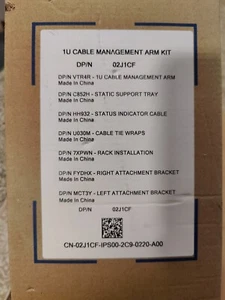 1U CABLE MANAGEMENT ARM KIT
DP/N 02J1CF
DP/N VTR4R - 1U CABLE MANAGEMENT ARM
Made in China
DP/N C852H - STATIC SUPPORT TRAY
Made in China
DP/N HH932 - STATUS INDICATOR CABLE
Made in China
DP/N U030M - CABLE TIE WRAPS
Made in China
DP/N 7XPWN - RACK INSTALLATION
Made in China
DP/N FYDHX - RIGHT ATTACHMENT BRACKET
Made in China
DP/N MCT3Y - LEFT ATTACHMENT BRACKET
Made in China
DP/N 02J1CF
CN-02J1CF-IPS00-2C9-0220-A00